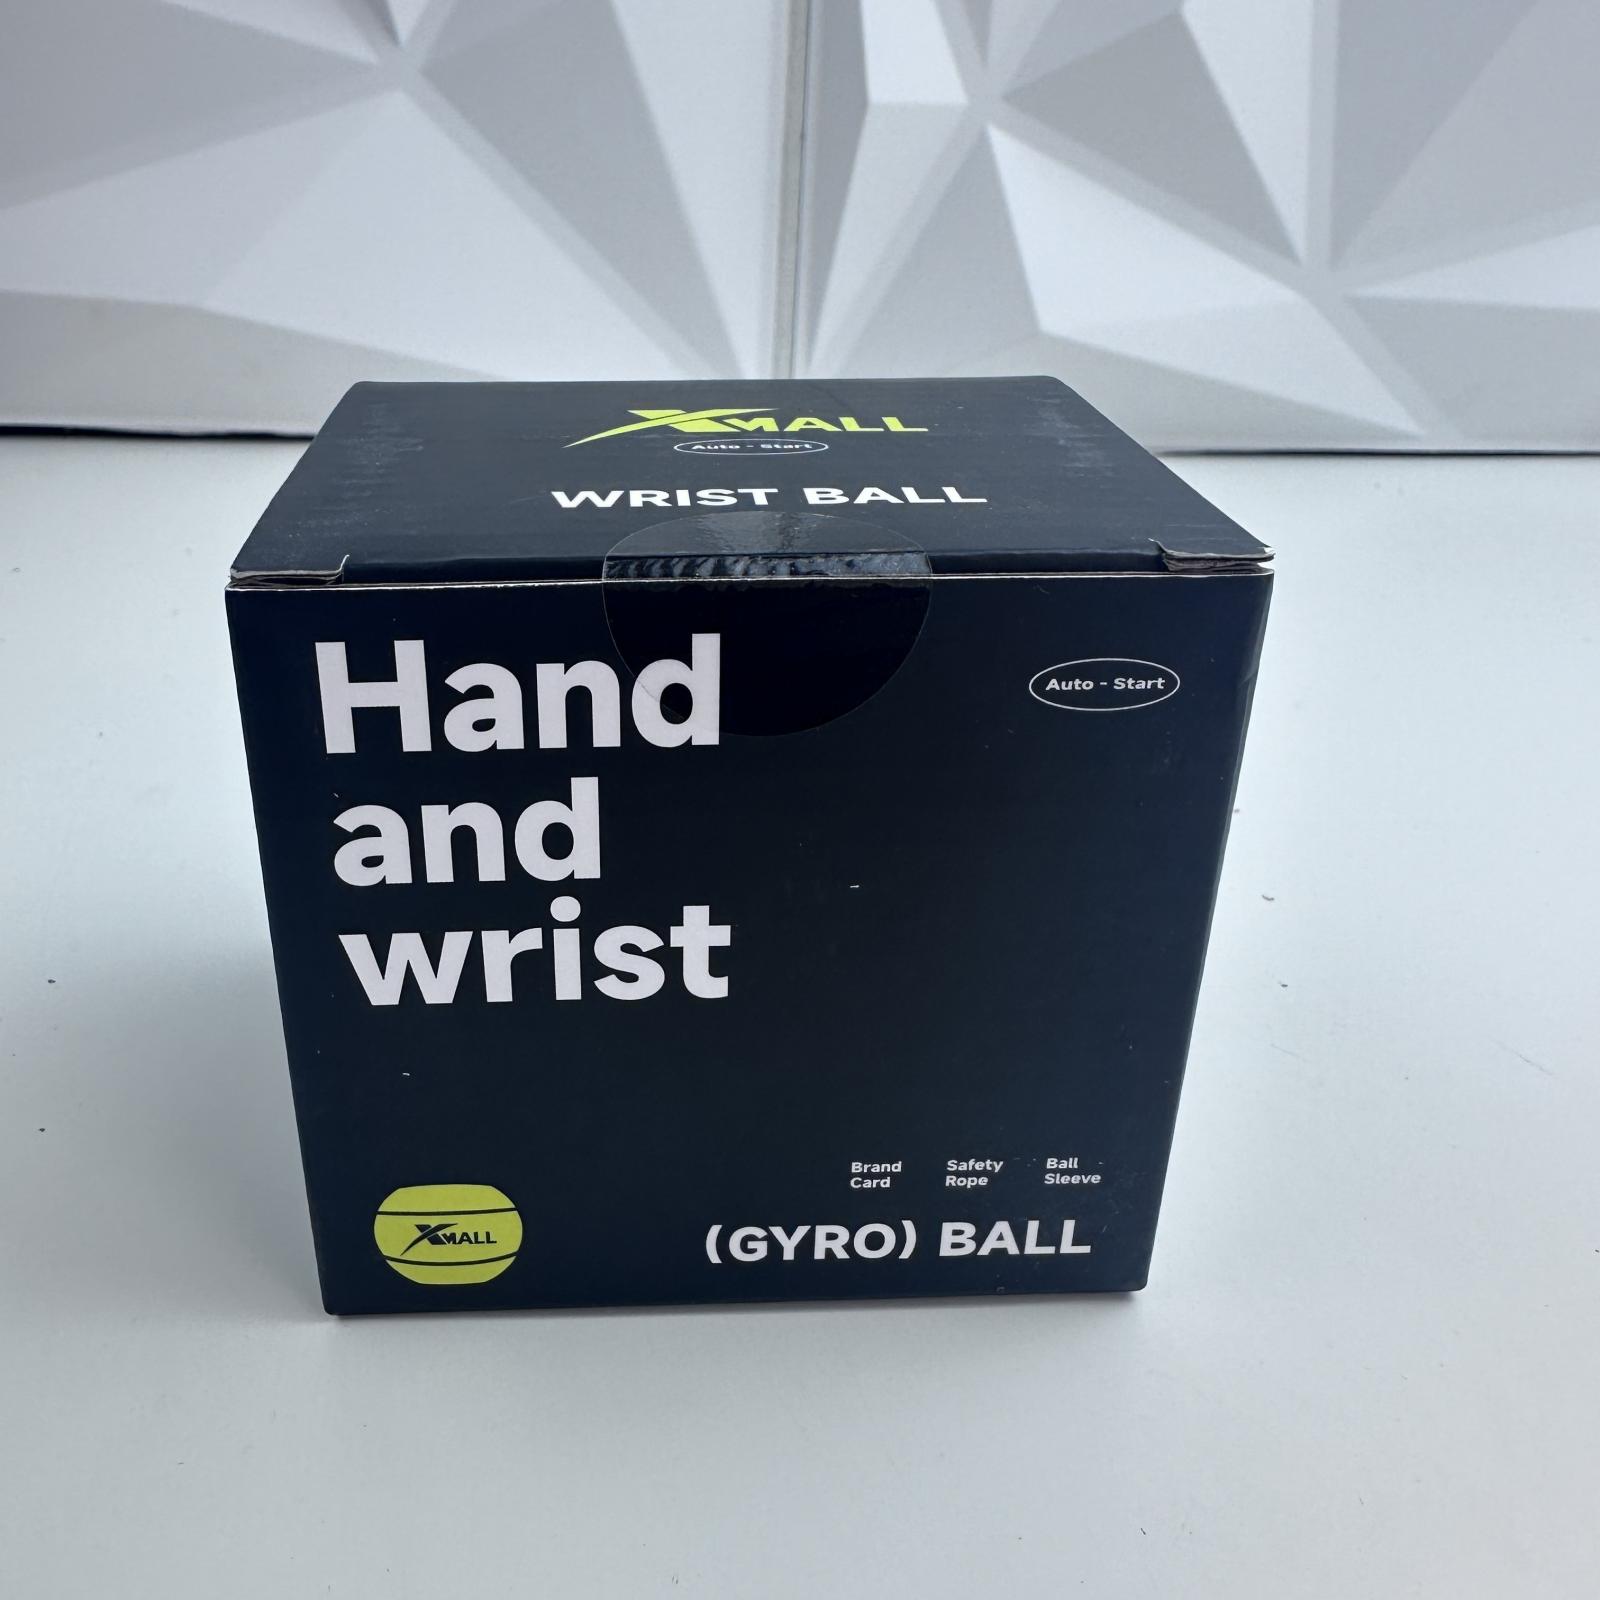 XMALL
Auto - Start
WRIST BALL
Hand
and
wrist
Auto - Start
Brand Card
Safety Rope
Ball Sleeve
(GYRO) BALL
XMALL